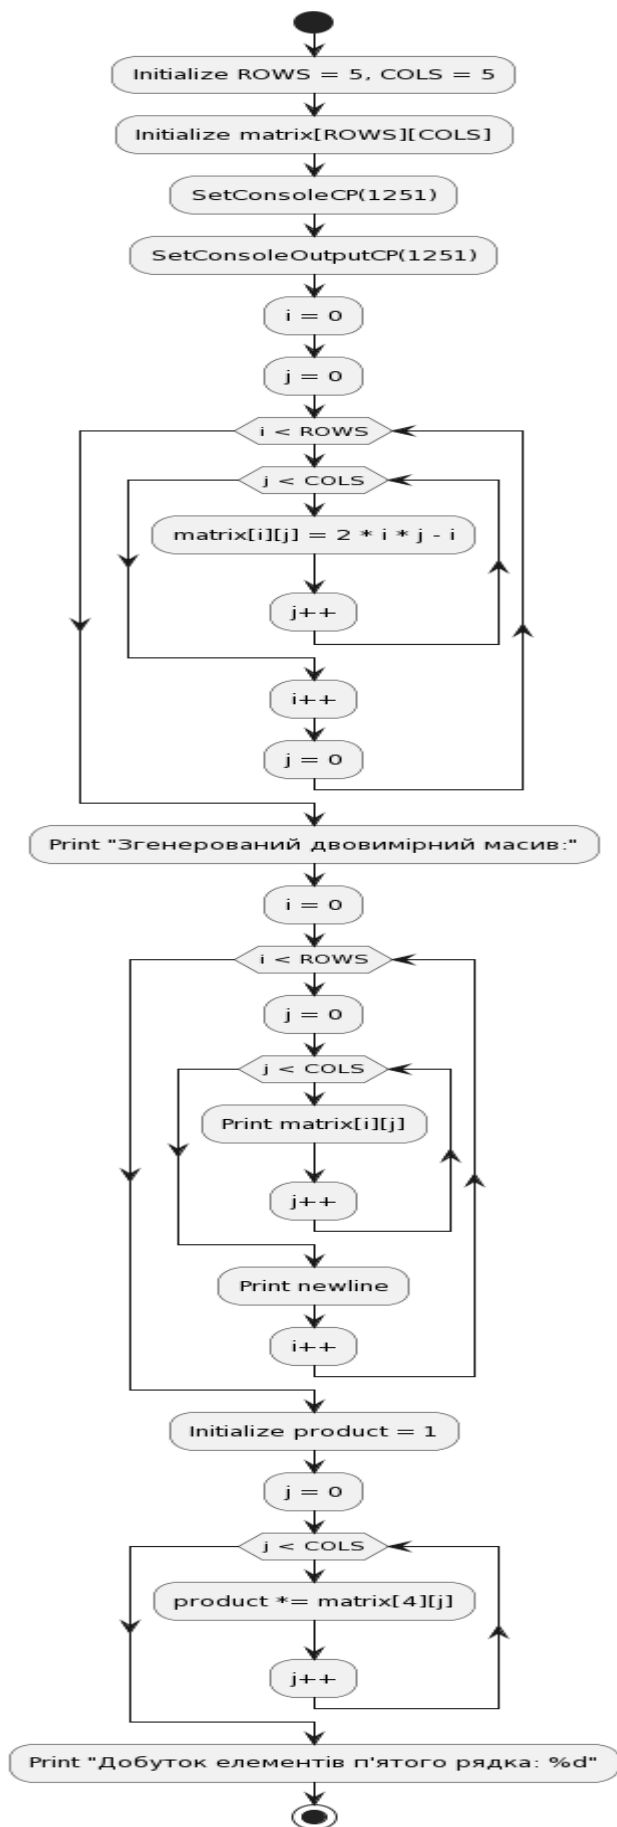 Initialize ROWS = 5, COLS = 5
Initialize matrix[ROWS][COLS]
SetConsoleCP(1251)
SetConsoleOutputCP(1251)
i = 0
j = 0
i < ROWS
j < COLS
matrix[i][j] = 2 * i * j - i
j++
i++
j = 0
Print "Згенерований двовимірний масив:"
i = 0
i < ROWS
j = 0
j < COLS
Print matrix[i][j]
j++
Print newline
i++
Initialize product = 1
j = 0
j < COLS
product *= matrix[4][j]
j++
Print "Добуток елементів п'ятого рядка: %d"